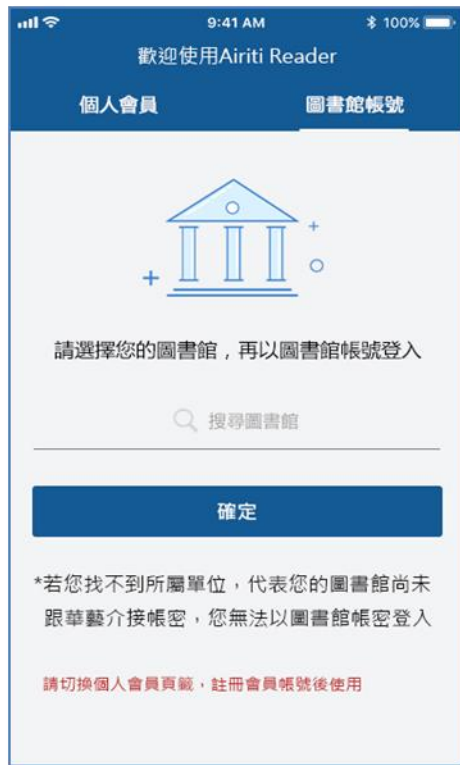 9:41 AM 100%
歡迎使用Airiti Reader
個人會員 圖書館帳號
請選擇您的圖書館，再以圖書館帳號登入
搜尋圖書館
確定
*若您找不到所屬單位，代表您的圖書館尚未
跟華藝介接帳密，您無法以圖書館帳密登入
請切換個人會員頁籤，註冊會員帳號後使用